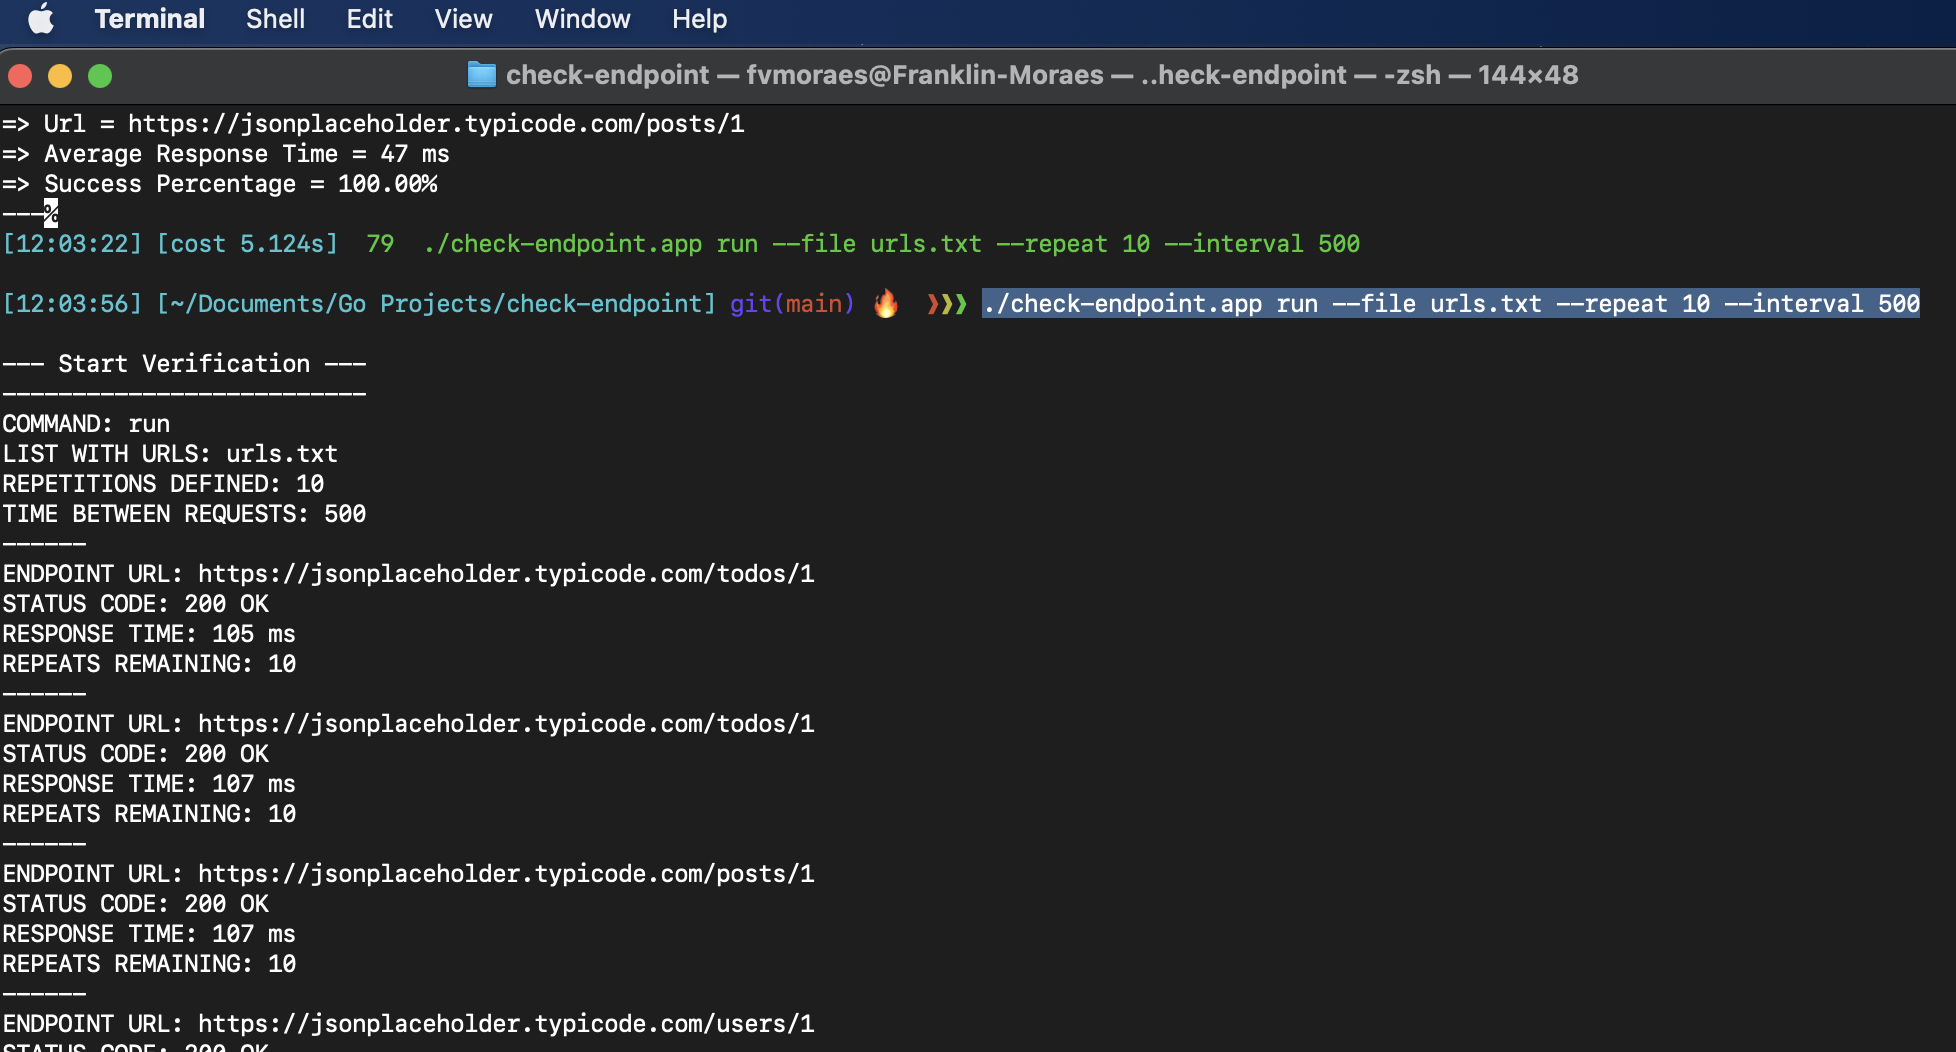 Terminal Shell Edit View Window Help
check-endpoint — fvmoraes@Franklin-Moraes — ..heck-endpoint — -zsh — 144×48
=> Url = https://jsonplaceholder.typicode.com/posts/1
=> Average Response Time = 47 ms
=> Success Percentage = 100.00%
---%
[12:03:22] [cost 5.124s]  79  ./check-endpoint.app run --file urls.txt --repeat 10 --interval 500
[12:03:56] [~/Documents/Go Projects/check-endpoint] git(main) 🔥 ❯❯❯ ./check-endpoint.app run --file urls.txt --repeat 10 --interval 500
--- Start Verification ---
--------------------------
COMMAND: run
LIST WITH URLS: urls.txt
REPETITIONS DEFINED: 10
TIME BETWEEN REQUESTS: 500
------
ENDPOINT URL: https://jsonplaceholder.typicode.com/todos/1
STATUS CODE: 200 OK
RESPONSE TIME: 105 ms
REPEATS REMAINING: 10
------
ENDPOINT URL: https://jsonplaceholder.typicode.com/todos/1
STATUS CODE: 200 OK
RESPONSE TIME: 107 ms
REPEATS REMAINING: 10
------
ENDPOINT URL: https://jsonplaceholder.typicode.com/posts/1
STATUS CODE: 200 OK
RESPONSE TIME: 107 ms
REPEATS REMAINING: 10
------
ENDPOINT URL: https://jsonplaceholder.typicode.com/users/1
STATUS CODE: 200 OK